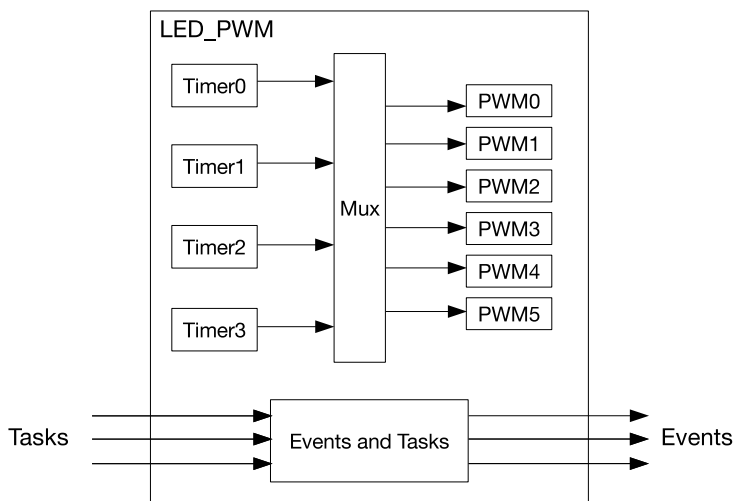 LED_PWM
Timer0
Timer1
Timer2
Timer3
Mux
PWM0
PWM1
PWM2
PWM3
PWM4
PWM5
Tasks
Events and Tasks
Events